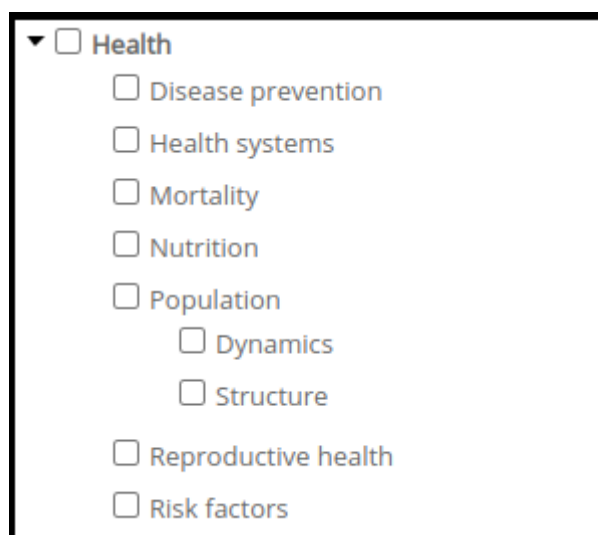 Health
Disease prevention
Health systems
Mortality
Nutrition
Population
Dynamics
Structure
Reproductive health
Risk factors